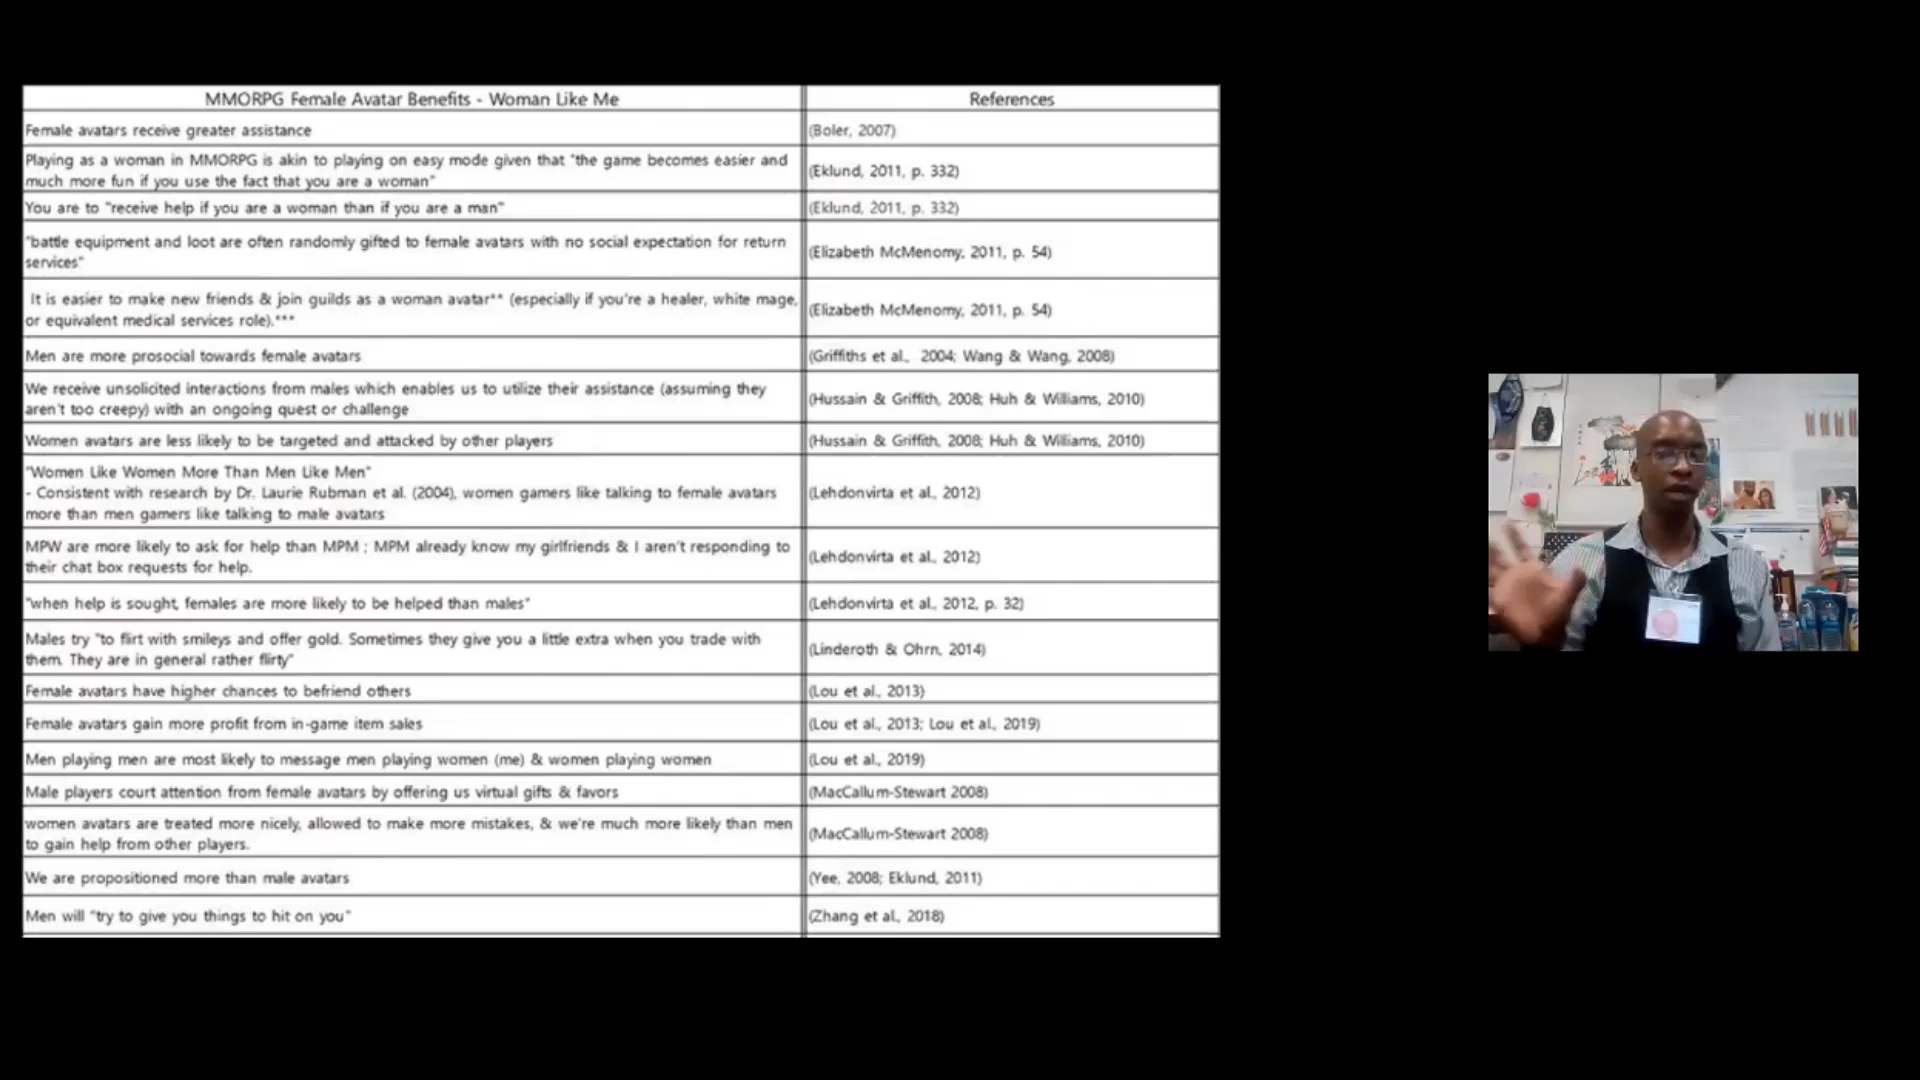 MMORPG Female Avatar Benefits - Woman Like Me
References
Female avatars receive greater assistance
(Boler, 2007)
Playing as a woman in MMORPG is akin to playing on easy mode given that "the game becomes easier and
much more fun if you use the fact that you are a woman"
(Eklund, 2011, p. 332)
You are to "receive help if you are a woman than if you are a man"
(Eklund, 2011, p. 332)
"battle equipment and loot are often randomly gifted to female avatars with no social expectation for return
services"
(Elizabeth McMenomy, 2011, p. 54)
It is easier to make new friends & join guilds as a woman avatar** (especially if you're a healer, white mage,
or equivalent medical services role).***
(Elizabeth McMenomy, 2011, p. 54)
Men are more prosocial towards female avatars
(Griffiths et al., 2004; Wang & Wang, 2008)
We receive unsolicited interactions from males which enables us to utilize their assistance (assuming they
aren't too creepy) with an ongoing quest or challenge
(Hussain & Griffith, 2008; Huh & Williams, 2010)
Women avatars are less likely to be targeted and attacked by other players
(Hussain & Griffith, 2008; Huh & Williams, 2010)
"Women Like Women More Than Men Like Men"
- Consistent with research by Dr. Laurie Rubman et al. (2004), women gamers like talking to female avatars
more than men gamers like talking to male avatars
(Lehdonvirta et al., 2012)
MPW are more likely to ask for help than MPM ; MPM already know my girlfriends & I aren't responding to
their chat box requests for help.
(Lehdonvirta et al., 2012)
"when help is sought, females are more likely to be helped than males"
(Lehdonvirta et al., 2012, p. 32)
Males try "to flirt with smileys and offer gold. Sometimes they give you a little extra when you trade with
them. They are in general rather flirty"
(Linderoth & Ohrn, 2014)
Female avatars have higher chances to befriend others
(Lou et al., 2013)
Female avatars gain more profit from in-game item sales
(Lou et al., 2013; Lou et al., 2019)
Men playing men are most likely to message men playing women (me) & women playing women
(Lou et al., 2019)
Male players court attention from female avatars by offering us virtual gifts & favors
(MacCallum-Stewart 2008)
women avatars are treated more nicely, allowed to make more mistakes, & we're much more likely than men
to gain help from other players.
(MacCallum-Stewart 2008)
We are propositioned more than male avatars
(Yee, 2008; Eklund, 2011)
Men will "try to give you things to hit on you"
(Zhang et al., 2018)